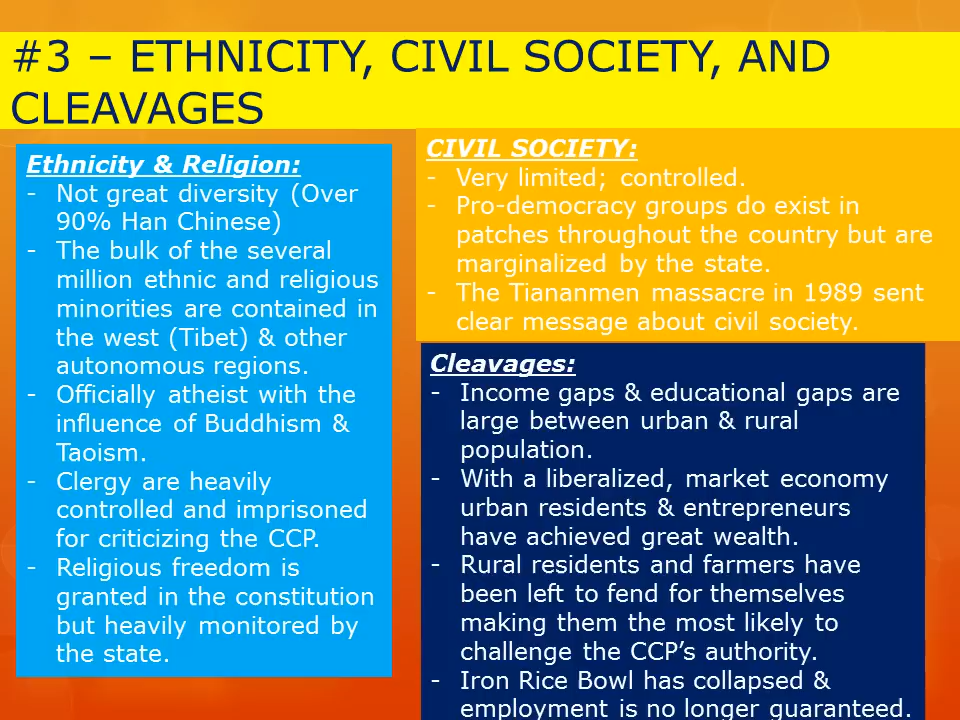 #3 – ETHNICITY, CIVIL SOCIETY, AND
CLEAVAGES
Ethnicity & Religion:
- Not great diversity (Over
90% Han Chinese)
- The bulk of the several
million ethnic and religious
minorities are contained in
the west (Tibet) & other
autonomous regions.
- Officially atheist with the
influence of Buddhism &
Taoism.
- Clergy are heavily
controlled and imprisoned
for criticizing the CCP.
- Religious freedom is
granted in the constitution
but heavily monitored by
the state.
CIVIL SOCIETY:
- Very limited; controlled.
- Pro-democracy groups do exist in
patches throughout the country but are
marginalized by the state.
- The Tiananmen massacre in 1989 sent
clear message about civil society.
Cleavages:
- Income gaps & educational gaps are
large between urban & rural
population.
- With a liberalized, market economy
urban residents & entrepreneurs
have achieved great wealth.
- Rural residents and farmers have
been left to fend for themselves
making them the most likely to
challenge the CCP’s authority.
- Iron Rice Bowl has collapsed &
employment is no longer guaranteed.